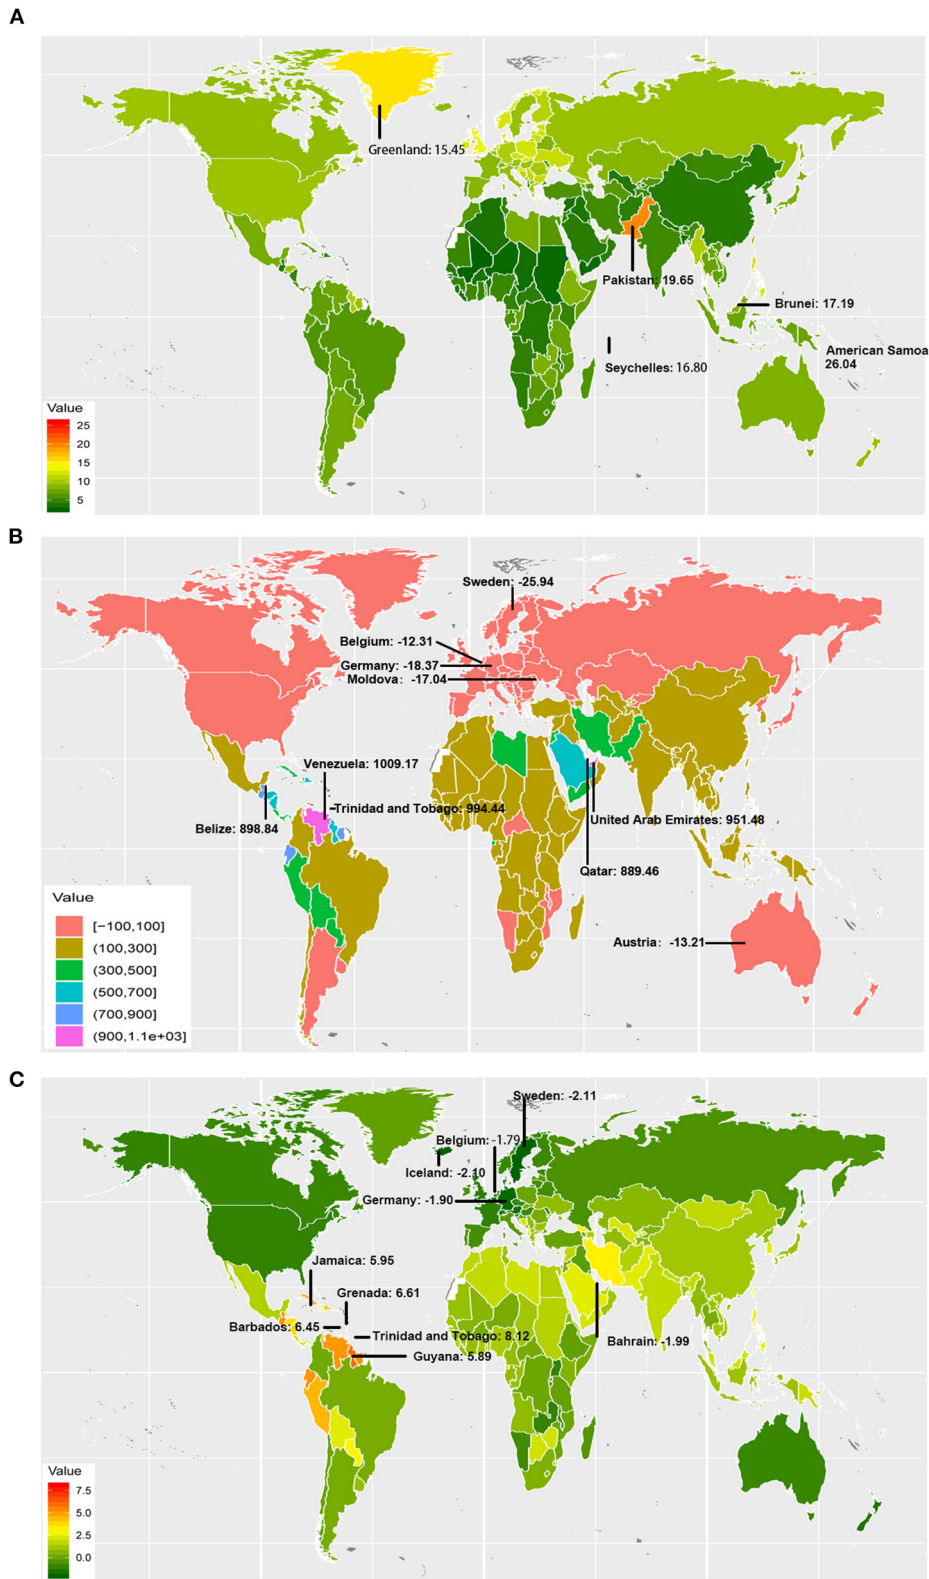 A
Greenland: 15.45
Pakistan: 19.65
Brunei: 17.19
American Samoa
26.04
Seychelles: 16.80
Value
25
20
15
10
5
B
Sweden: -25.94
Belgium: -12.31
Germany: -18.37
Moldova: -17.04
Venezuela: 1009.17
Trinidad and Tobago: 994.44
Belize: 898.84
United Arab Emirates: 951.48
Qatar: 889.46
Austria: -13.21
Value
[−100,100]
(100,300]
(300,500]
(500,700]
(700,900]
(900,1.1e+03]
C
Sweden: -2.11
Belgium: -1.79
Iceland: -2.10
Germany: -1.90
Jamaica: 5.95
Grenada: 6.61
Barbados: 6.45
Trinidad and Tobago: 8.12
Guyana: 5.89
Bahrain: -1.99
Value
7.5
5.0
2.5
0.0